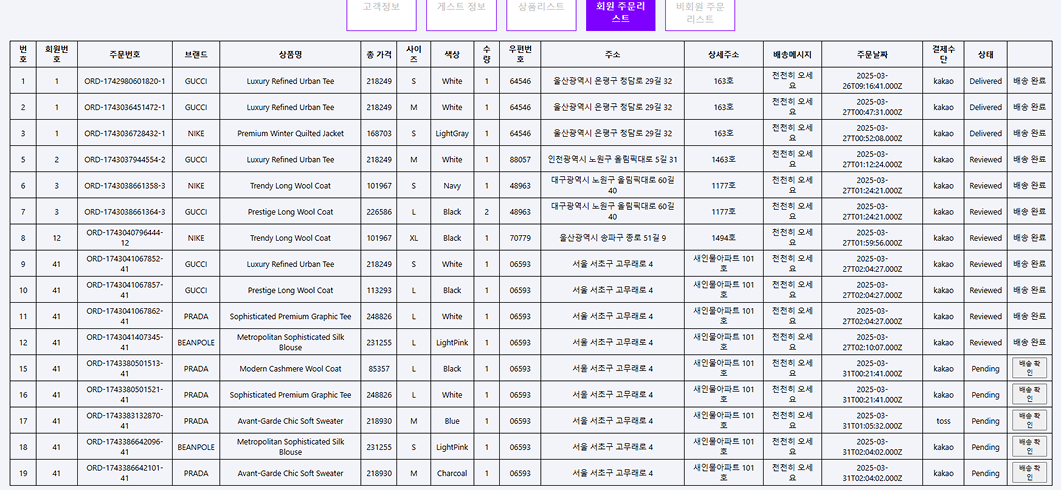 고객정보 게스트 정보 상품리스트 회원 주문리스트 비회원 주문리스트
번호 회원번호 주문번호 브랜드 상품명 총 가격 사이즈 색상 수량 우편번호 주소 상세주소 배송메시지 주문날짜 결제수단 상태
1 1 ORD-1742980601820-1 GUCCI Luxury Refined Urban Tee 218249 S White 1 64546 울산광역시 은평구 청담로 29길 32 163호 천천히 오세요 2025-03-26T09:16:41.000Z kakao Delivered 배송 완료
2 1 ORD-1743036451472-1 GUCCI Luxury Refined Urban Tee 218249 M White 1 64546 울산광역시 은평구 청담로 29길 32 163호 천천히 오세요 2025-03-27T00:47:31.000Z kakao Delivered 배송 완료
3 1 ORD-1743036728432-1 NIKE Premium Winter Quilted Jacket 168703 S LightGray 1 64546 울산광역시 은평구 청담로 29길 32 163호 천천히 오세요 2025-03-27T00:52:08.000Z kakao Delivered 배송 완료
5 2 ORD-1743037944554-2 GUCCI Luxury Refined Urban Tee 218249 M White 1 88057 인천광역시 노원구 올림픽대로 5길 31 1463호 천천히 오세요 2025-03-27T01:12:24.000Z kakao Reviewed 배송 완료
6 3 ORD-1743038661358-3 NIKE Trendy Long Wool Coat 101967 S Navy 1 48963 대구광역시 노원구 올림픽대로 60길 40 1177호 천천히 오세요 2025-03-27T01:24:21.000Z kakao Reviewed 배송 완료
7 3 ORD-1743038661364-3 GUCCI Prestige Long Wool Coat 226586 L Black 2 48963 대구광역시 노원구 올림픽대로 60길 40 1177호 천천히 오세요 2025-03-27T01:24:21.000Z kakao Reviewed 배송 완료
8 12 ORD-1743040796444-12 NIKE Trendy Long Wool Coat 101967 XL Black 1 70779 울산광역시 송파구 종로 51길 9 1494호 천천히 오세요 2025-03-27T01:59:56.000Z kakao Reviewed 배송 완료
9 41 ORD-1743041067852-41 GUCCI Luxury Refined Urban Tee 218249 S White 1 06593 서울 서초구 고무래로 4 새인물아파트 101호 천천히 오세요 2025-03-27T02:04:27.000Z kakao Reviewed 배송 완료
10 41 ORD-1743041067857-41 GUCCI Prestige Long Wool Coat 113293 L Black 1 06593 서울 서초구 고무래로 4 새인물아파트 101호 천천히 오세요 2025-03-27T02:04:27.000Z kakao Reviewed 배송 완료
11 41 ORD-1743041067862-41 PRADA Sophisticated Premium Graphic Tee 248826 L White 1 06593 서울 서초구 고무래로 4 새인물아파트 101호 천천히 오세요 2025-03-27T02:04:27.000Z kakao Reviewed 배송 완료
12 41 ORD-1743041407345-41 BEANPOLE Metropolitan Sophisticated Silk Blouse 231255 L LightPink 1 06593 서울 서초구 고무래로 4 새인물아파트 101호 천천히 오세요 2025-03-27T02:10:07.000Z kakao Reviewed 배송 완료
15 41 ORD-1743380501513-41 PRADA Modern Cashmere Wool Coat 85357 L Black 1 06593 서울 서초구 고무래로 4 새인물아파트 101호 천천히 오세요 2025-03-31T00:21:41.000Z kakao Pending 배송 확인
16 41 ORD-1743380501521-41 PRADA Sophisticated Premium Graphic Tee 248826 L White 1 06593 서울 서초구 고무래로 4 새인물아파트 101호 천천히 오세요 2025-03-31T00:21:41.000Z kakao Pending 배송 확인
17 41 ORD-1743383132870-41 PRADA Avant-Garde Chic Soft Sweater 218930 M Blue 1 06593 서울 서초구 고무래로 4 새인물아파트 101호 천천히 오세요 2025-03-31T01:05:32.000Z toss Pending 배송 확인
18 41 ORD-1743386642096-41 BEANPOLE Metropolitan Sophisticated Silk Blouse 231255 S LightPink 1 06593 서울 서초구 고무래로 4 새인물아파트 101호 천천히 오세요 2025-03-31T02:04:02.000Z kakao Pending 배송 확인
19 41 ORD-1743386642101-41 PRADA Avant-Garde Chic Soft Sweater 218930 M Charcoal 1 06593 서울 서초구 고무래로 4 새인물아파트 101호 천천히 오세요 2025-03-31T02:04:02.000Z kakao Pending 배송 확인